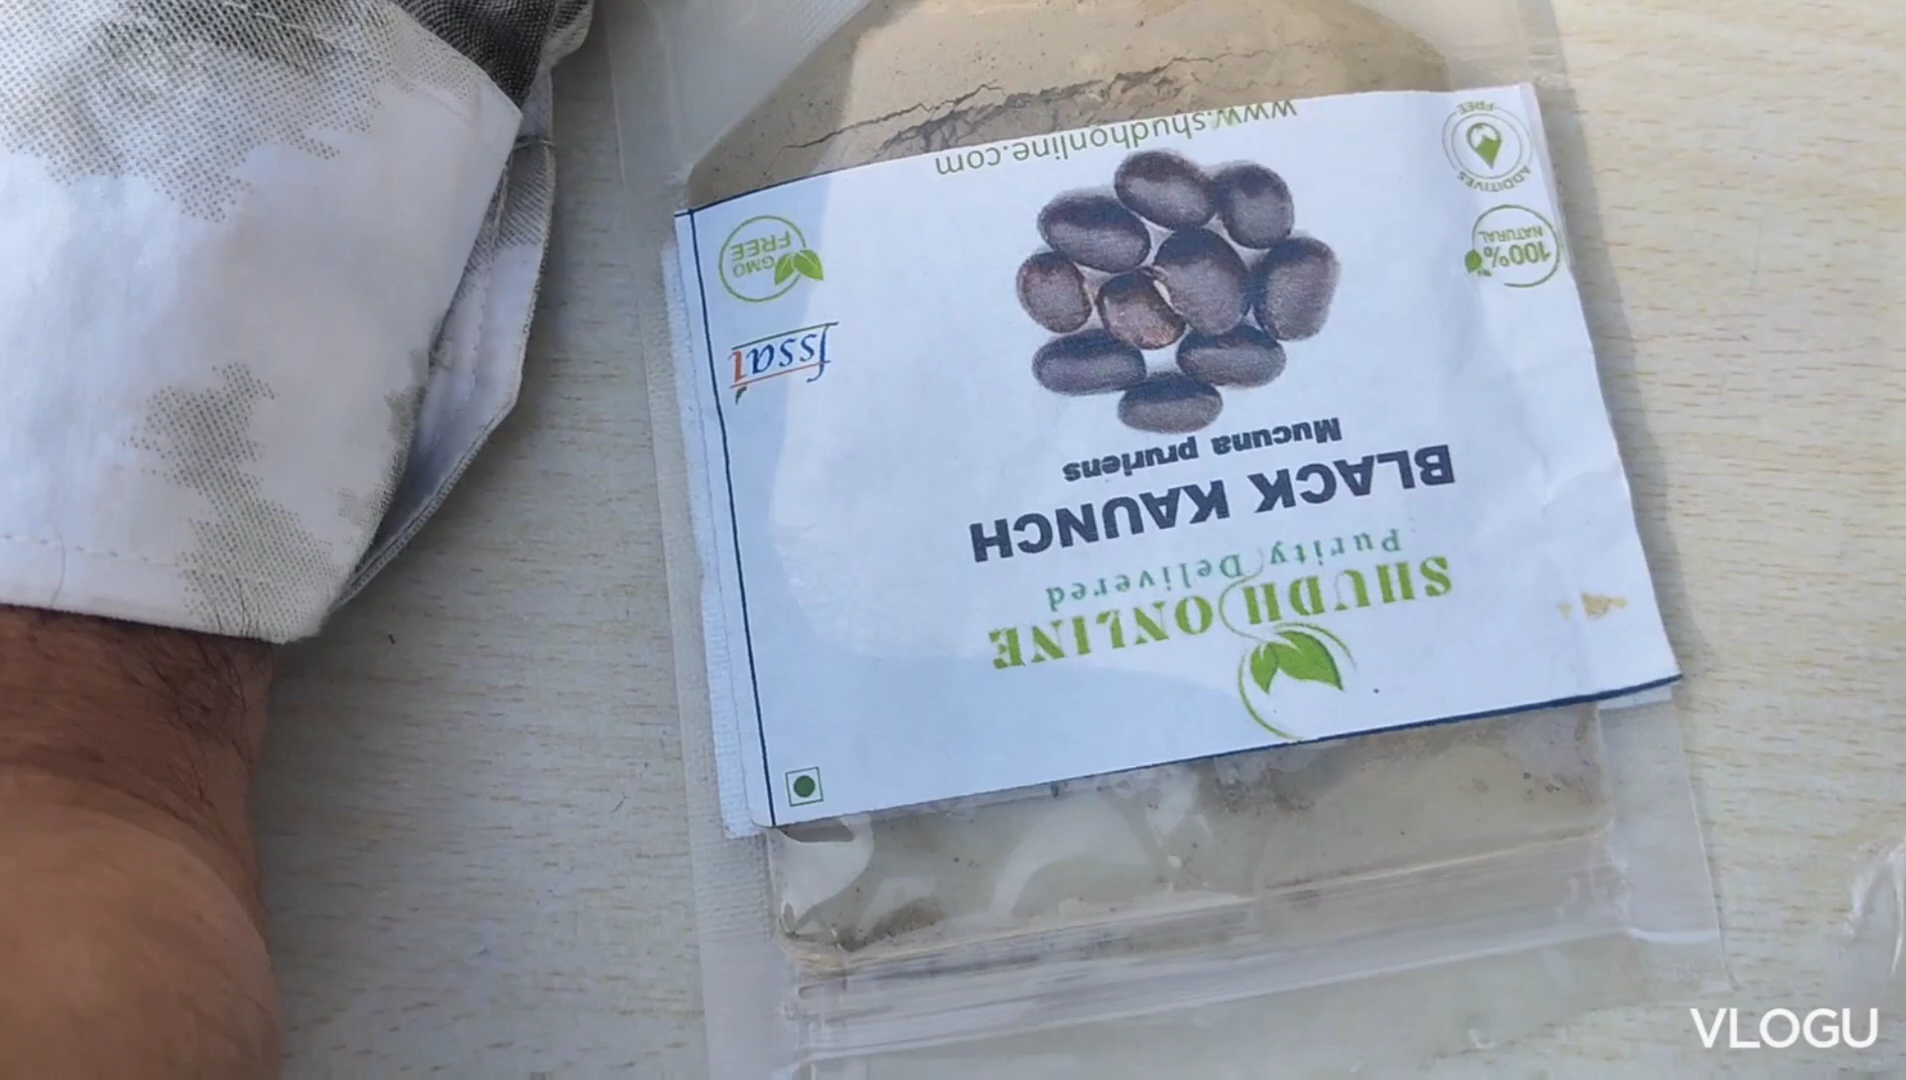 SHUDH ONLINE
Purity Delivered
BLACK KAUNCH
Mucuna pruriens
fssai
100%
NATURAL
GMO
FREE
ADDITIVES
FREE
www.shudhonline.com
VLOGU